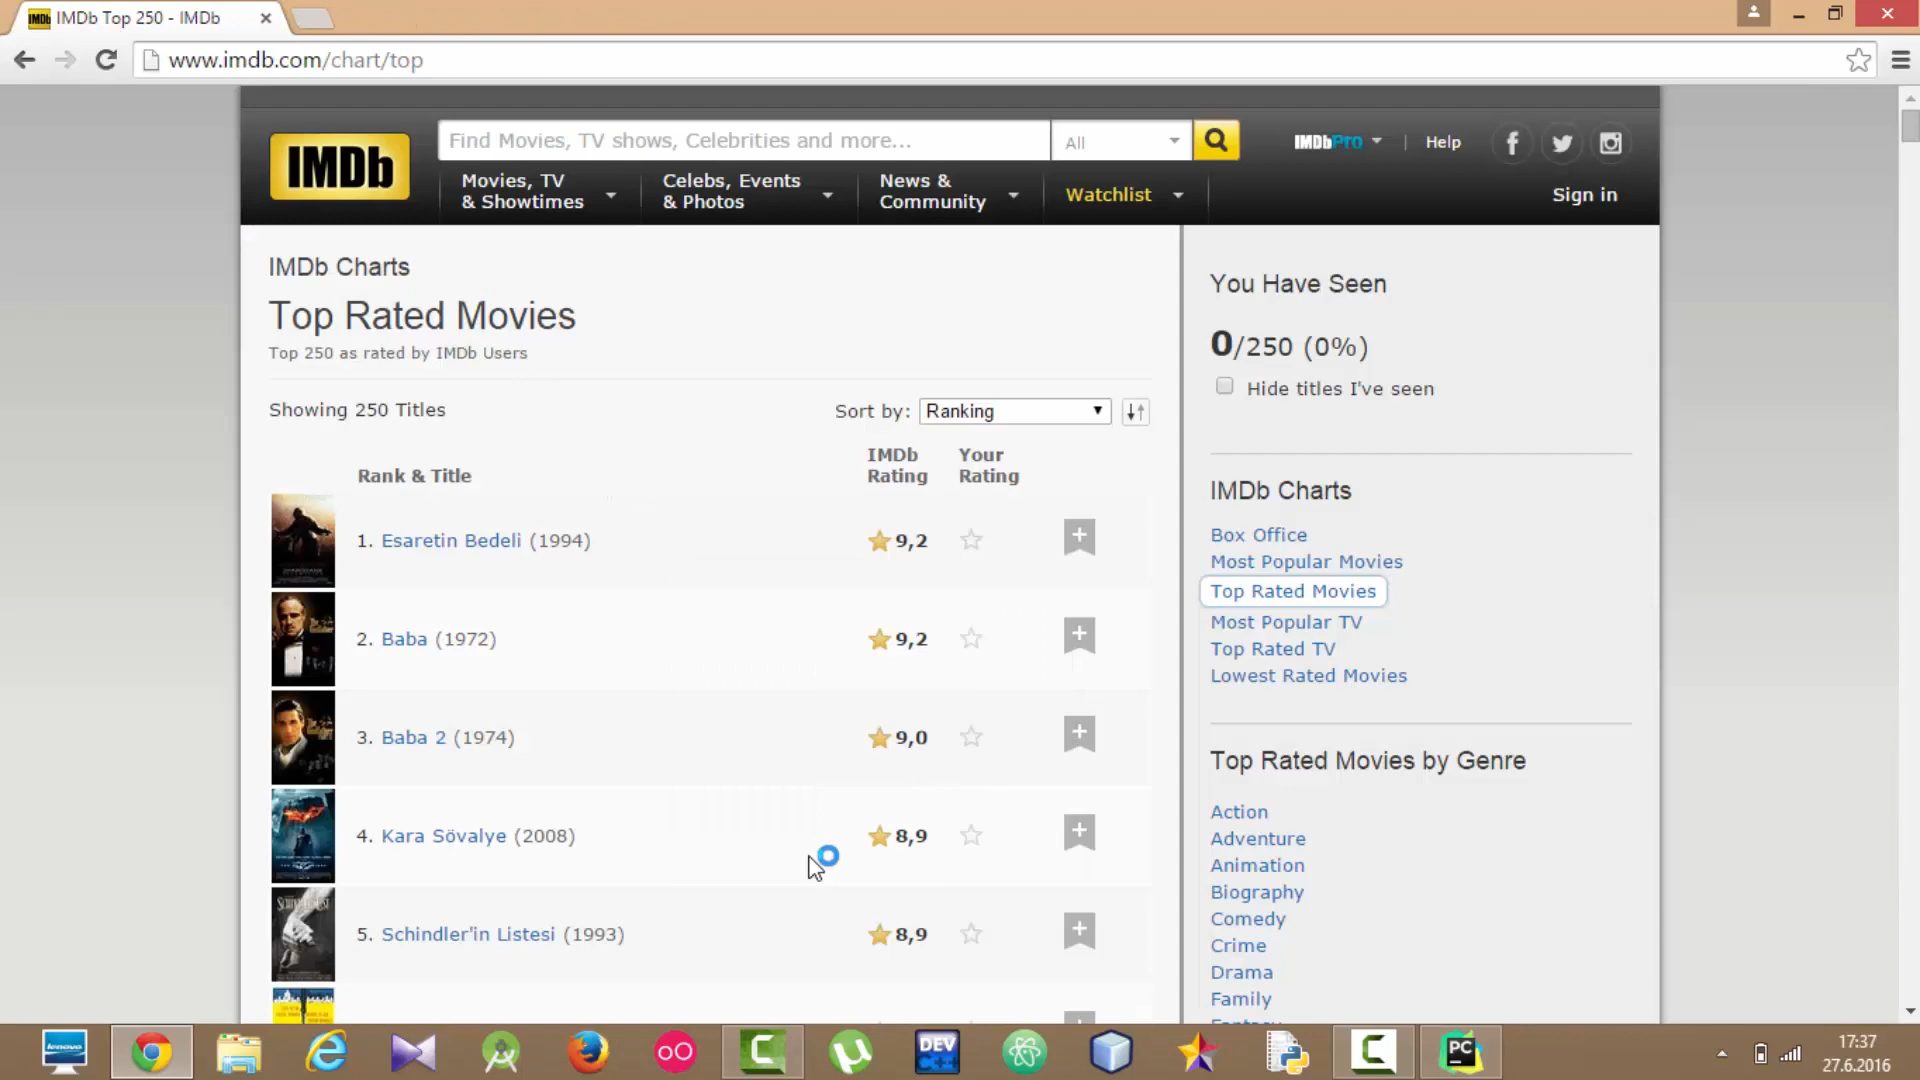 IMDb Top 250 - IMDb
www.imdb.com/chart/top
IMDb
Find Movies, TV shows, Celebrities and more...
All
IMDbPro
Help
Movies, TV
& Showtimes
Celebs, Events
& Photos
News &
Community
Watchlist
Sign in
IMDb Charts
Top Rated Movies
Top 250 as rated by IMDb Users
Showing 250 Titles
Sort by: Ranking
Rank & Title
IMDb
Rating
Your
Rating
1. Esaretin Bedeli (1994) 9,2
2. Baba (1972) 9,2
3. Baba 2 (1974) 9,0
4. Kara Sövalye (2008) 8,9
5. Schindler'in Listesi (1993) 8,9
You Have Seen
0/250 (0%)
Hide titles I've seen
IMDb Charts
Box Office
Most Popular Movies
Top Rated Movies
Most Popular TV
Top Rated TV
Lowest Rated Movies
Top Rated Movies by Genre
Action
Adventure
Animation
Biography
Comedy
Crime
Drama
Family
Fantasy
lenovo
DEV
C++
PC
17:37
27.6.2016